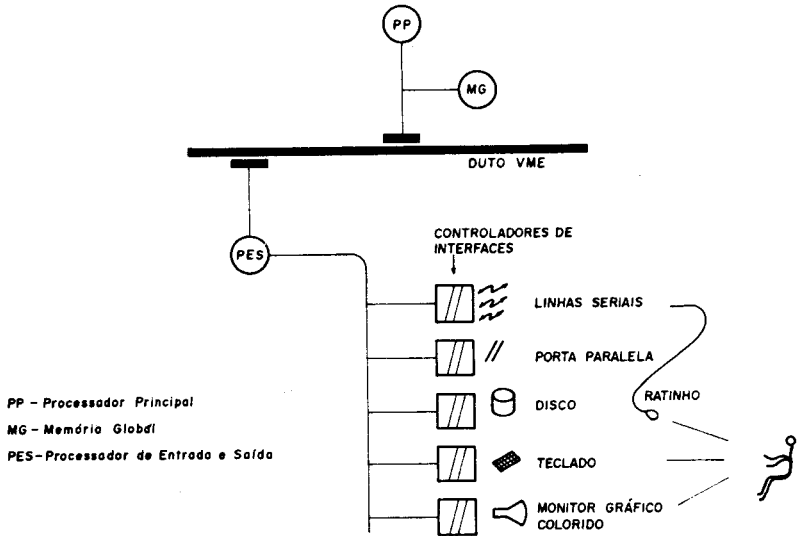 PP
MG
DUTO VME
PES
CONTROLADORES DE
INTERFACES
LINHAS SERIAIS
PORTA PARALELA
RATINHO
DISCO
TECLADO
MONITOR GRÁFICO
COLORIDO
PP - Processador Principal
MG - Memória Global
PES - Processador de Entrada e Saída